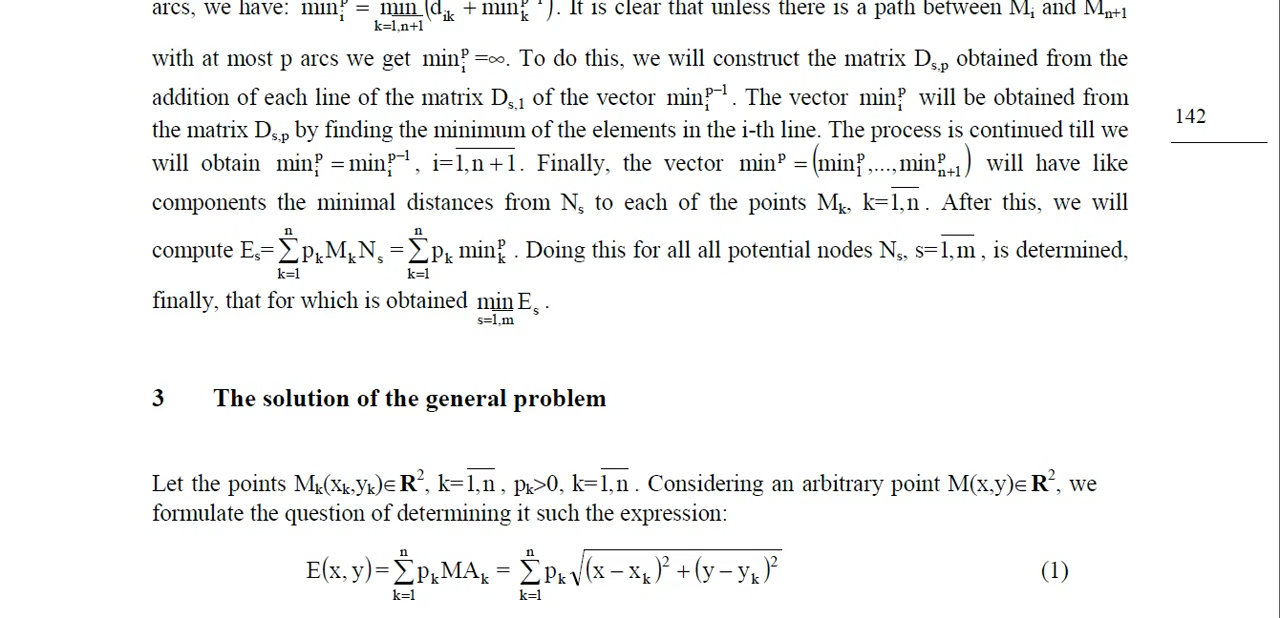 arcs, we have: min_i^p = min_{k=1,n+1} (d_ik + min_k^{p-1}). It is clear that unless there is a path between M_i and M_{n+1}
with at most p arcs we get min_i^p =∞. To do this, we will construct the matrix D_{s,p} obtained from the
addition of each line of the matrix D_{s,1} of the vector min_i^{p−1}. The vector min_i^p will be obtained from
142
the matrix D_{s,p} by finding the minimum of the elements in the i-th line. The process is continued till we
will obtain min_i^p = min_i^{p−1}, i=\overline{1,n+1}. Finally, the vector min^p = (min_1^p,...,min_{n+1}^p) will have like
components the minimal distances from N_s to each of the points M_k, k=\overline{1,n}. After this, we will
compute E_s= ∑_{k=1}^n p_k M_k N_s = ∑_{k=1}^n p_k min_k^p. Doing this for all all potential nodes N_s, s=\overline{1,m}, is determined,
finally, that for which is obtained min_{s=\overline{1,m}} E_s.
3 The solution of the general problem
Let the points M_k(x_k,y_k)∈R², k=\overline{1,n}, p_k>0, k=\overline{1,n}. Considering an arbitrary point M(x,y)∈R², we
formulate the question of determining it such the expression:
E(x, y)= ∑_{k=1}^n p_k MA_k = ∑_{k=1}^n p_k √((x − x_k)² + (y − y_k)²) (1)